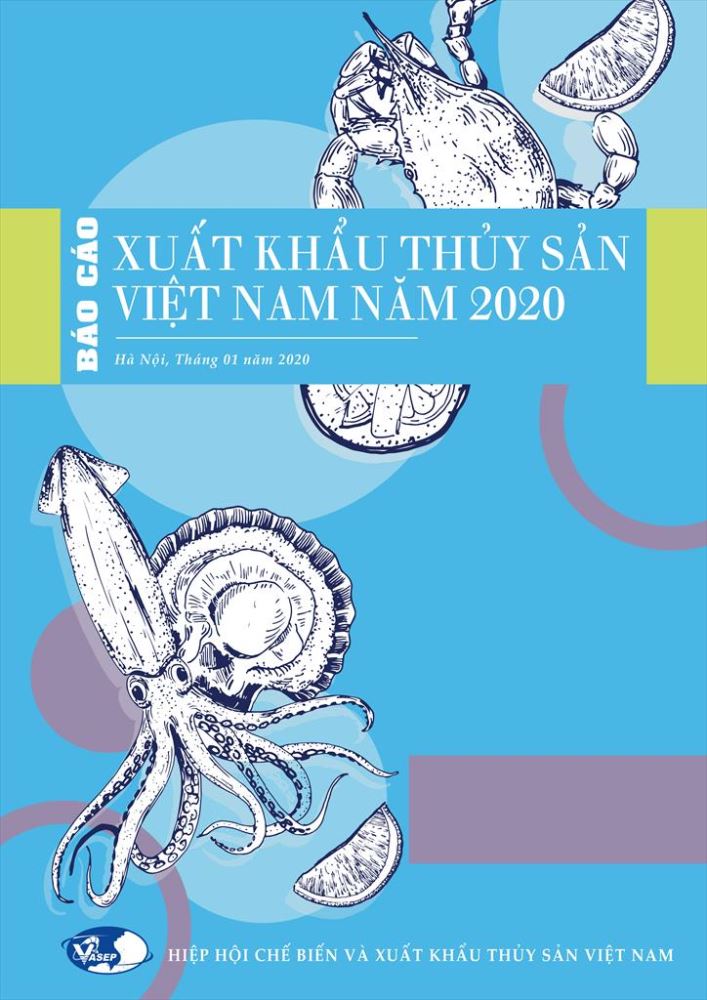 BÁO CÁO
XUẤT KHẨU THỦY SẢN
VIỆT NAM NĂM 2020
Hà Nội, Tháng 01 năm 2020
VASEP
HIỆP HỘI CHẾ BIẾN VÀ XUẤT KHẨU THỦY SẢN VIỆT NAM